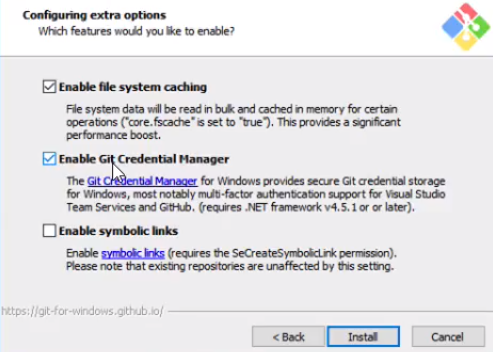 Configuring extra options
Which features would you like to enable?
Enable file system caching
File system data will be read in bulk and cached in memory for certain
operations ("core.fscache" is set to "true"). This provides a significant
performance boost.
Enable Git Credential Manager
The Git Credential Manager for Windows provides secure Git credential storage
for Windows, most notably multi-factor authentication support for Visual Studio
Team Services and GitHub. (requires .NET framework v4.5.1 or or later).
Enable symbolic links
Enable symbolic links (requires the SeCreateSymbolicLink permission).
Please note that existing repositories are unaffected by this setting.
https://git-for-windows.github.io/
< Back
Install
Cancel